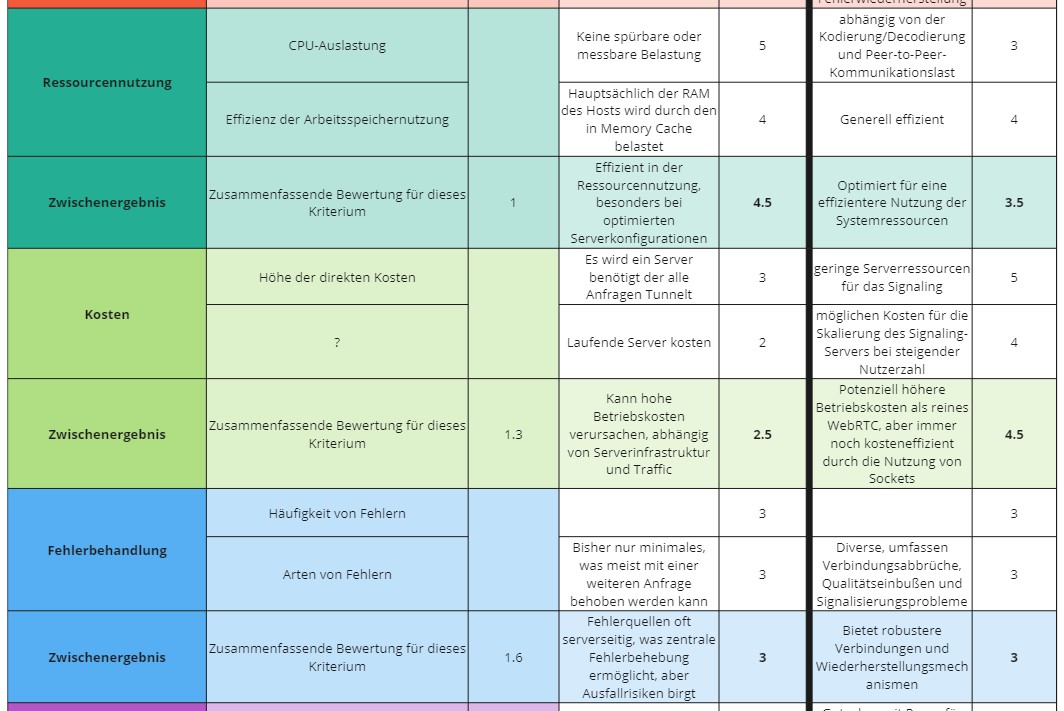 Fehlerwiederherstellung
Ressourcennutzung
CPU-Auslastung
Keine spürbare oder
messbare Belastung
5
abhängig von der
Kodierung/Decodierung
und Peer-to-Peer-
Kommunikationslast
3
Effizienz der Arbeitsspeichernutzung
Hauptsächlich der RAM
des Hosts wird durch den
in Memory Cache
belastet
4
Generell effizient
4
Zwischenergebnis
Zusammenfassende Bewertung für dieses
Kriterium
1
Effizient in der
Ressourcennutzung,
besonders bei
optimierten
Serverkonfigurationen
4.5
Optimiert für eine
effizientere Nutzung der
Systemressourcen
3.5
Kosten
Höhe der direkten Kosten
Es wird ein Server
benötigt der alle
Anfragen Tunnelt
3
geringe Serverressourcen
für das Signaling
5
?
Laufende Server kosten
2
möglichen Kosten für die
Skalierung des Signaling-
Servers bei steigender
Nutzerzahl
4
Zwischenergebnis
Zusammenfassende Bewertung für dieses
Kriterium
1.3
Kann hohe
Betriebskosten
verursachen, abhängig
von Serverinfrastruktur
und Traffic
2.5
Potenziell höhere
Betriebskosten als reines
WebRTC, aber immer
noch kosteneffizient
durch die Nutzung von
Sockets
4.5
Fehlerbehandlung
Häufigkeit von Fehlern
3
3
Arten von Fehlern
Bisher nur minimales,
was meist mit einer
weiteren Anfrage
behoben werden kann
3
Diverse, umfassen
Verbindungsabbrüche,
Qualitätseinbußen und
Signalisierungsprobleme
3
Zwischenergebnis
Zusammenfassende Bewertung für dieses
Kriterium
1.6
Fehlerquellen oft
serverseitig, was zentrale
Fehlerbehebung
ermöglicht, aber
Ausfallrisiken birgt
3
Bietet robustere
Verbindungen und
Wiederherstellungsmech
anismen
3